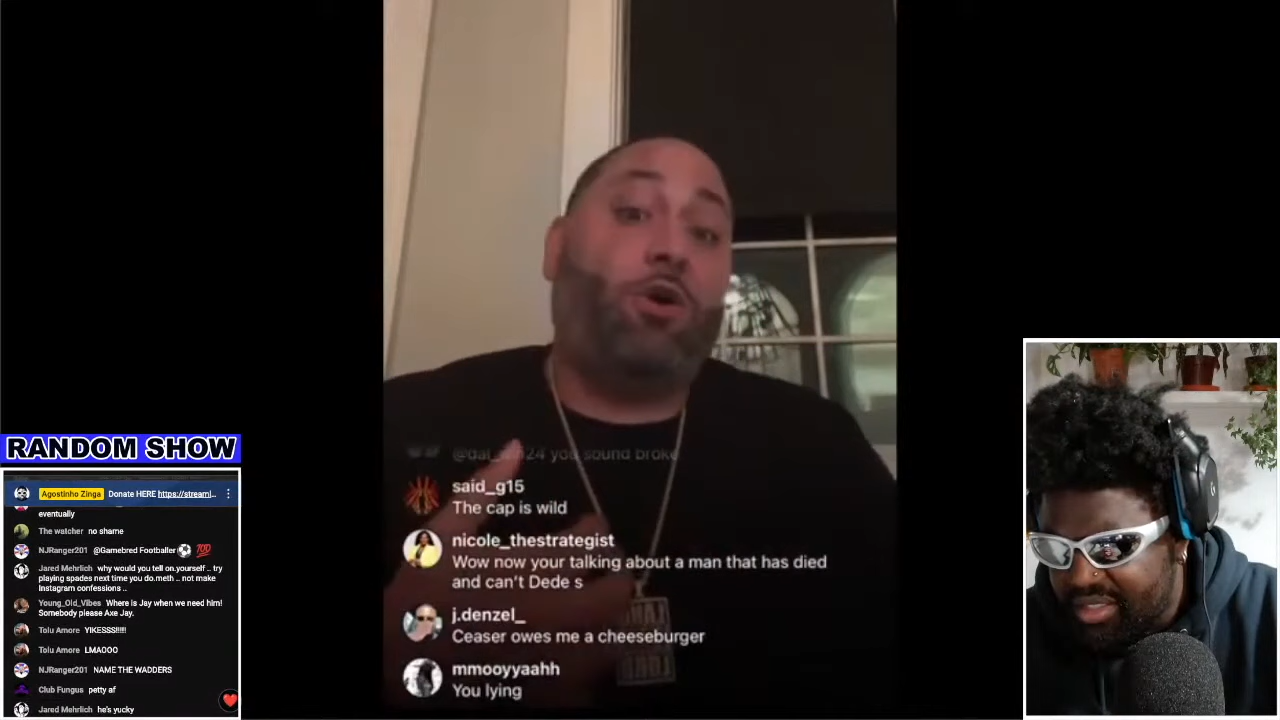 @dal_ 24 you sound broke
said_g15
The cap is wild
nicole_thestrategist
Wow now your talking about a man that has died
and can't Dede s
j.denzel_
Ceaser owes me a cheeseburger
mmooyyaahh
You lying
RANDOM SHOW
Agostinho Zinga Donate HERE https://streaml...
eventually
The watcher no shame
NJRanger201 @Gamebred Footballer ⚽ 💯
Jared Mehrlich why would you tell on.yourself .. try
playing spades next time you do.meth .. not make
Instagram confessions ..
Young_Old_Vibes Where is Jay when we need him!
Somebody please Axe Jay.
Tolu Amore YIKESSS!!!!!
Tolu Amore LMAOOO
NJRanger201 NAME THE WADDERS
Club Fungus petty af
Jared Mehrlich he's yucky